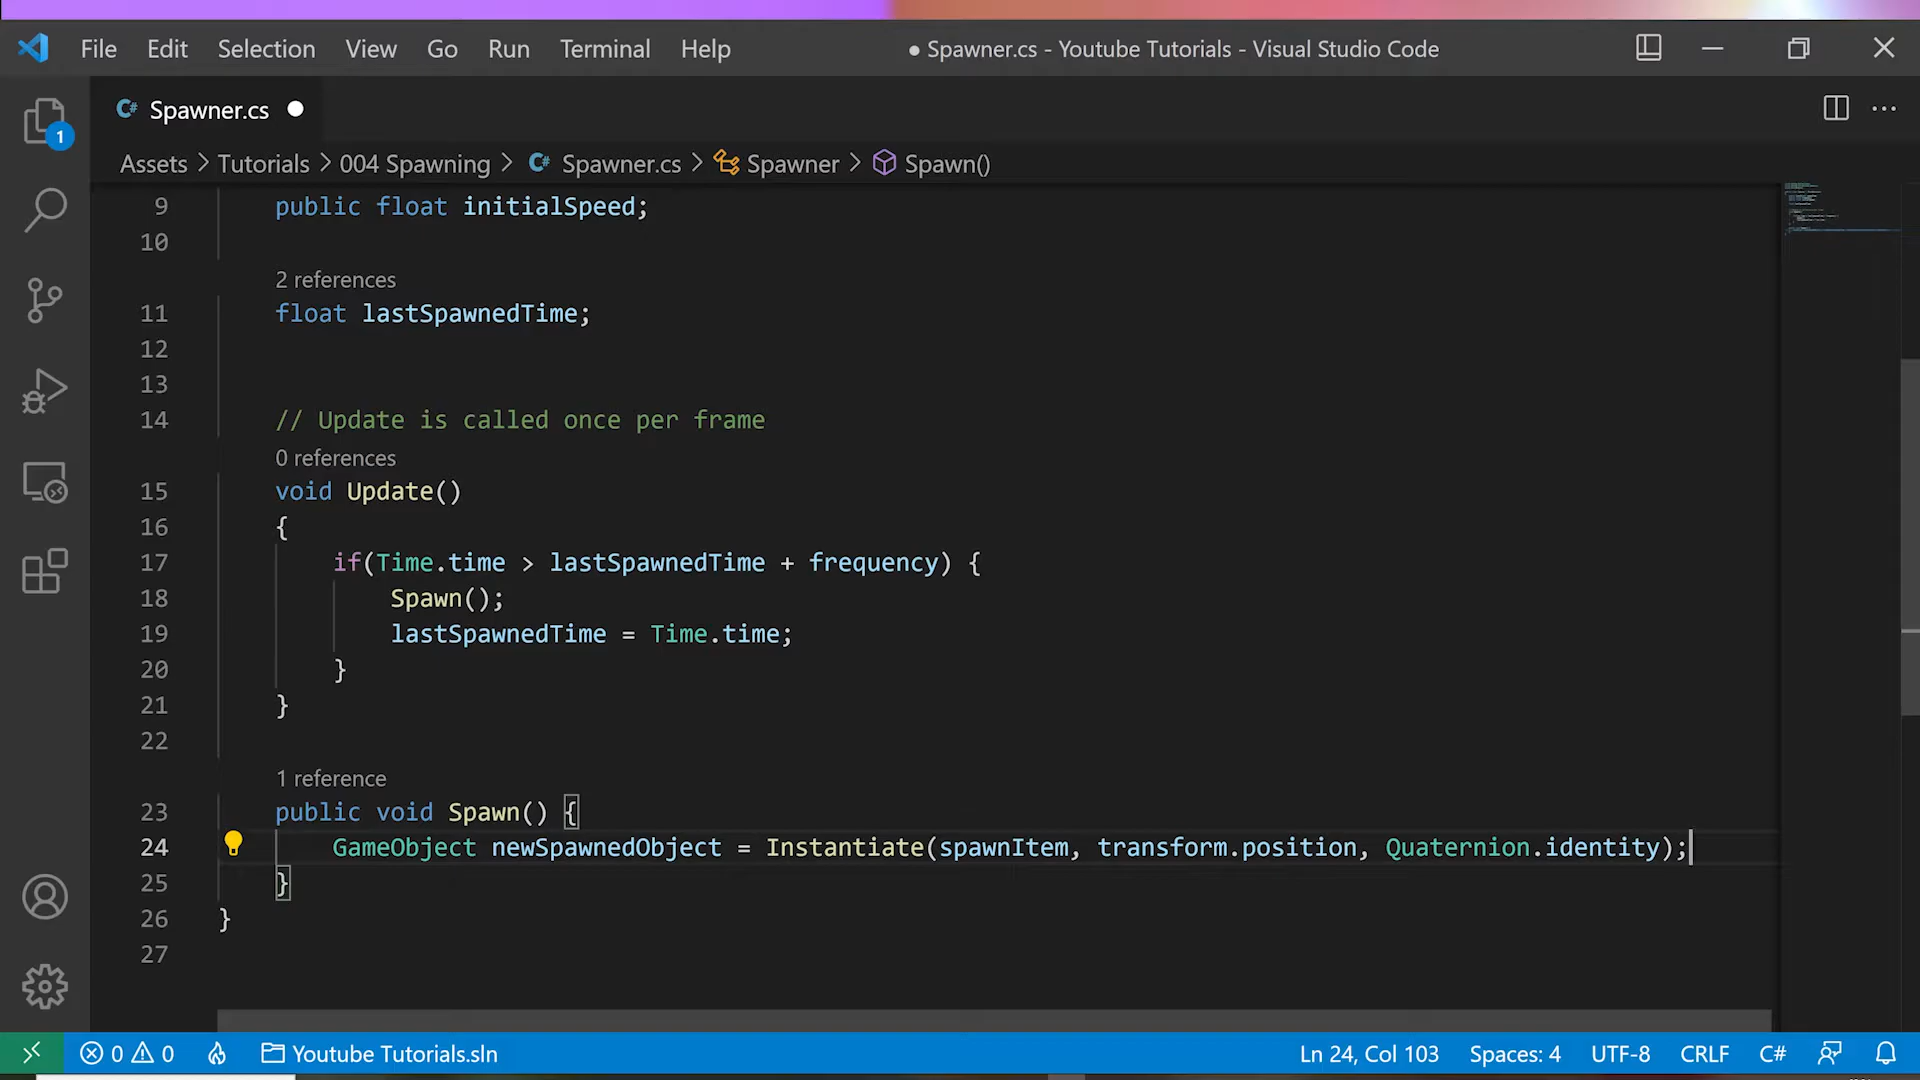 File Edit Selection View Go Run Terminal Help ● Spawner.cs - Youtube Tutorials - Visual Studio Code
C# Spawner.cs ●
1
Assets > Tutorials > 004 Spawning > C# Spawner.cs > Spawner > Spawn()
9 public float initialSpeed;
10
2 references
11 float lastSpawnedTime;
12
13
14 // Update is called once per frame
0 references
15 void Update()
16 {
17 if(Time.time > lastSpawnedTime + frequency) {
18 Spawn();
19 lastSpawnedTime = Time.time;
20 }
21 }
22
1 reference
23 public void Spawn() {
24 GameObject newSpawnedObject = Instantiate(spawnItem, transform.position, Quaternion.identity);
25 }
26 }
27
0 0 Youtube Tutorials.sln Ln 24, Col 103 Spaces: 4 UTF-8 CRLF C#